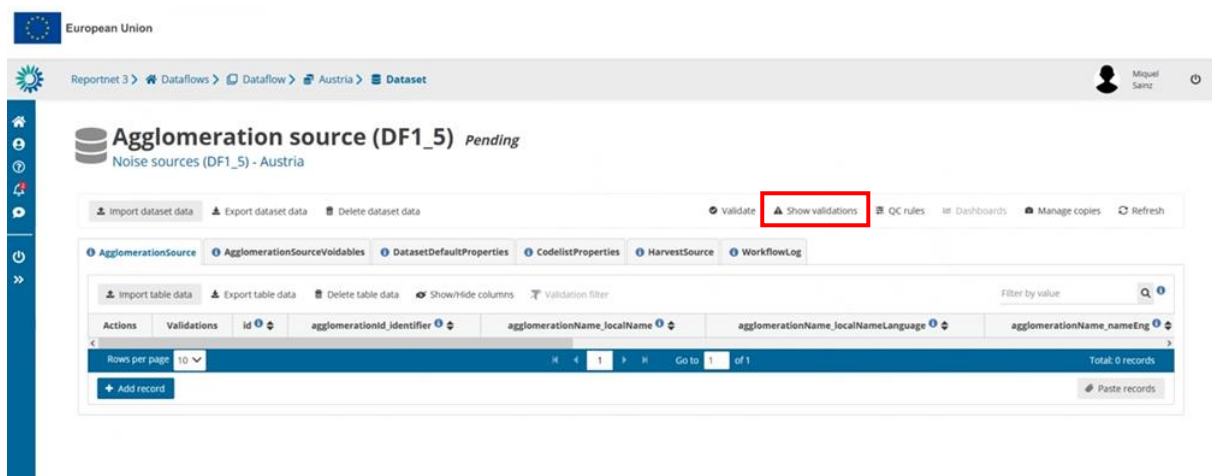 European Union
Reportnet 3 > Dataflows > Dataflow > Austria > Dataset
Miquel
Sainz
Agglomeration source (DF1_5) Pending
Noise sources (DF1_5) - Austria
Import dataset data Export dataset data Delete dataset data Validate Show validations QC rules Dashboards Manage copies Refresh
AgglomerationSource AgglomerationSourceVoidables DatasetDefaultProperties CodelistProperties HarvestSource WorkflowLog
Import table data Export table data Delete table data Show/Hide columns Validation filter Filter by value
Actions Validations id agglomerationId_identifier agglomerationName_localName agglomerationName_localNameLanguage agglomerationName_nameEng
Rows per page 10 1 Go to 1 of 1 Total: 0 records
+ Add record Paste records